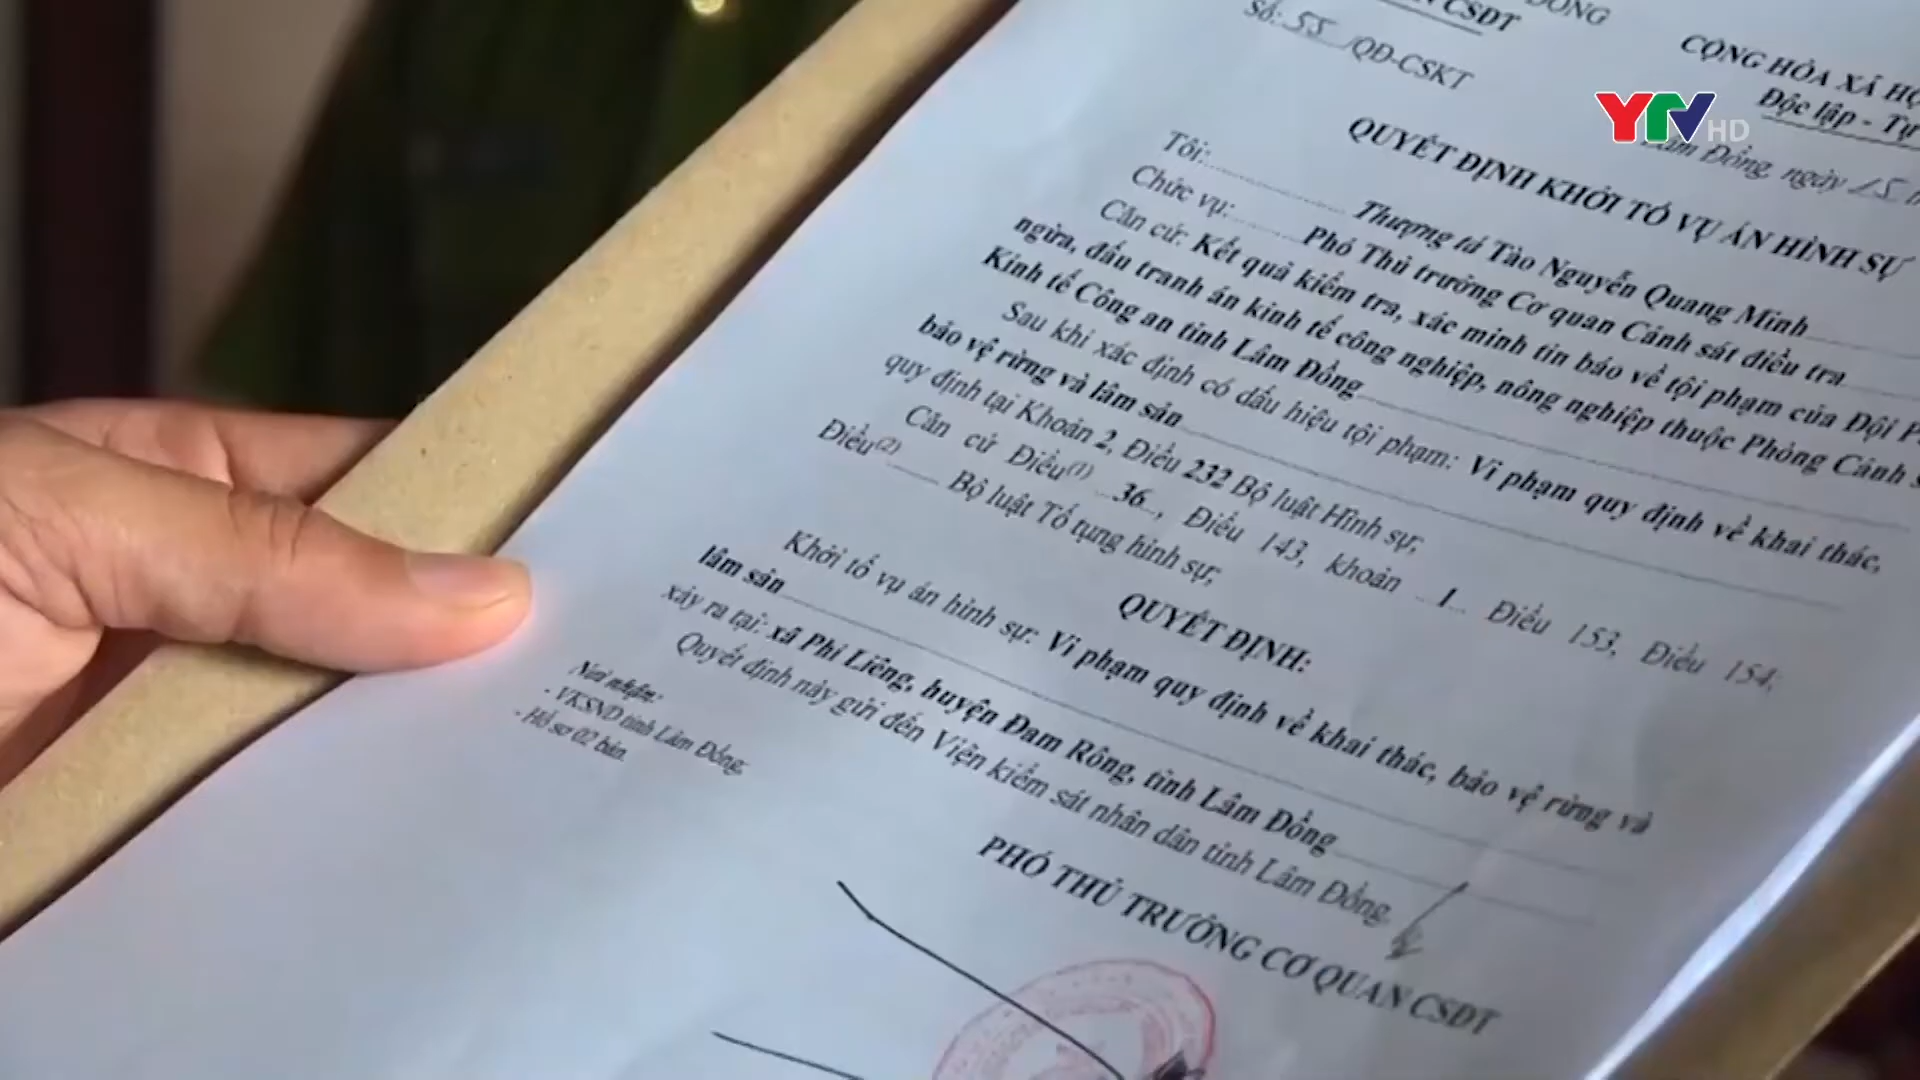 ĐỒNG
N CSĐT
Số: 55 /QĐ-CSKT
CỘNG HÒA XÃ HỘ
Độc lập - Tự
YTV HD
Lâm Đồng, ngày 15
QUYẾT ĐỊNH KHỞI TỐ VỤ ÁN HÌNH SỰ
Tôi: Thượng tá Tào Nguyễn Quang Minh
Chức vụ: Phó Thủ trưởng Cơ quan Cảnh sát điều tra
Căn cứ: Kết quả kiểm tra, xác minh tin báo về tội phạm của Đội
ngừa, đấu tranh án kinh tế công nghiệp, nông nghiệp thuộc Phòng Cảnh
Kinh tế Công an tỉnh Lâm Đồng
Sau khi xác định có dấu hiệu tội phạm: Vi phạm quy định về khai thác,
bảo vệ rừng và lâm sản
quy định tại Khoản 2, Điều 232 Bộ luật Hình sự;
Căn cứ Điều(1) 36, Điều 143, khoản 1 Điều 153, Điều 154;
Điều(2) Bộ luật Tố tụng hình sự;
QUYẾT ĐỊNH:
Khởi tố vụ án hình sự: Vi phạm quy định về khai thác, bảo vệ rừng và
lâm sản
xảy ra tại: xã Phi Liêng, huyện Đam Rông, tỉnh Lâm Đồng
Quyết định này gửi đến Viện kiểm sát nhân dân tỉnh Lâm Đồng
Nơi nhận:
- VKSND tỉnh Lâm Đồng;
- Hồ sơ 02 bản.
PHÓ THỦ TRƯỞNG CƠ QUAN CSĐT